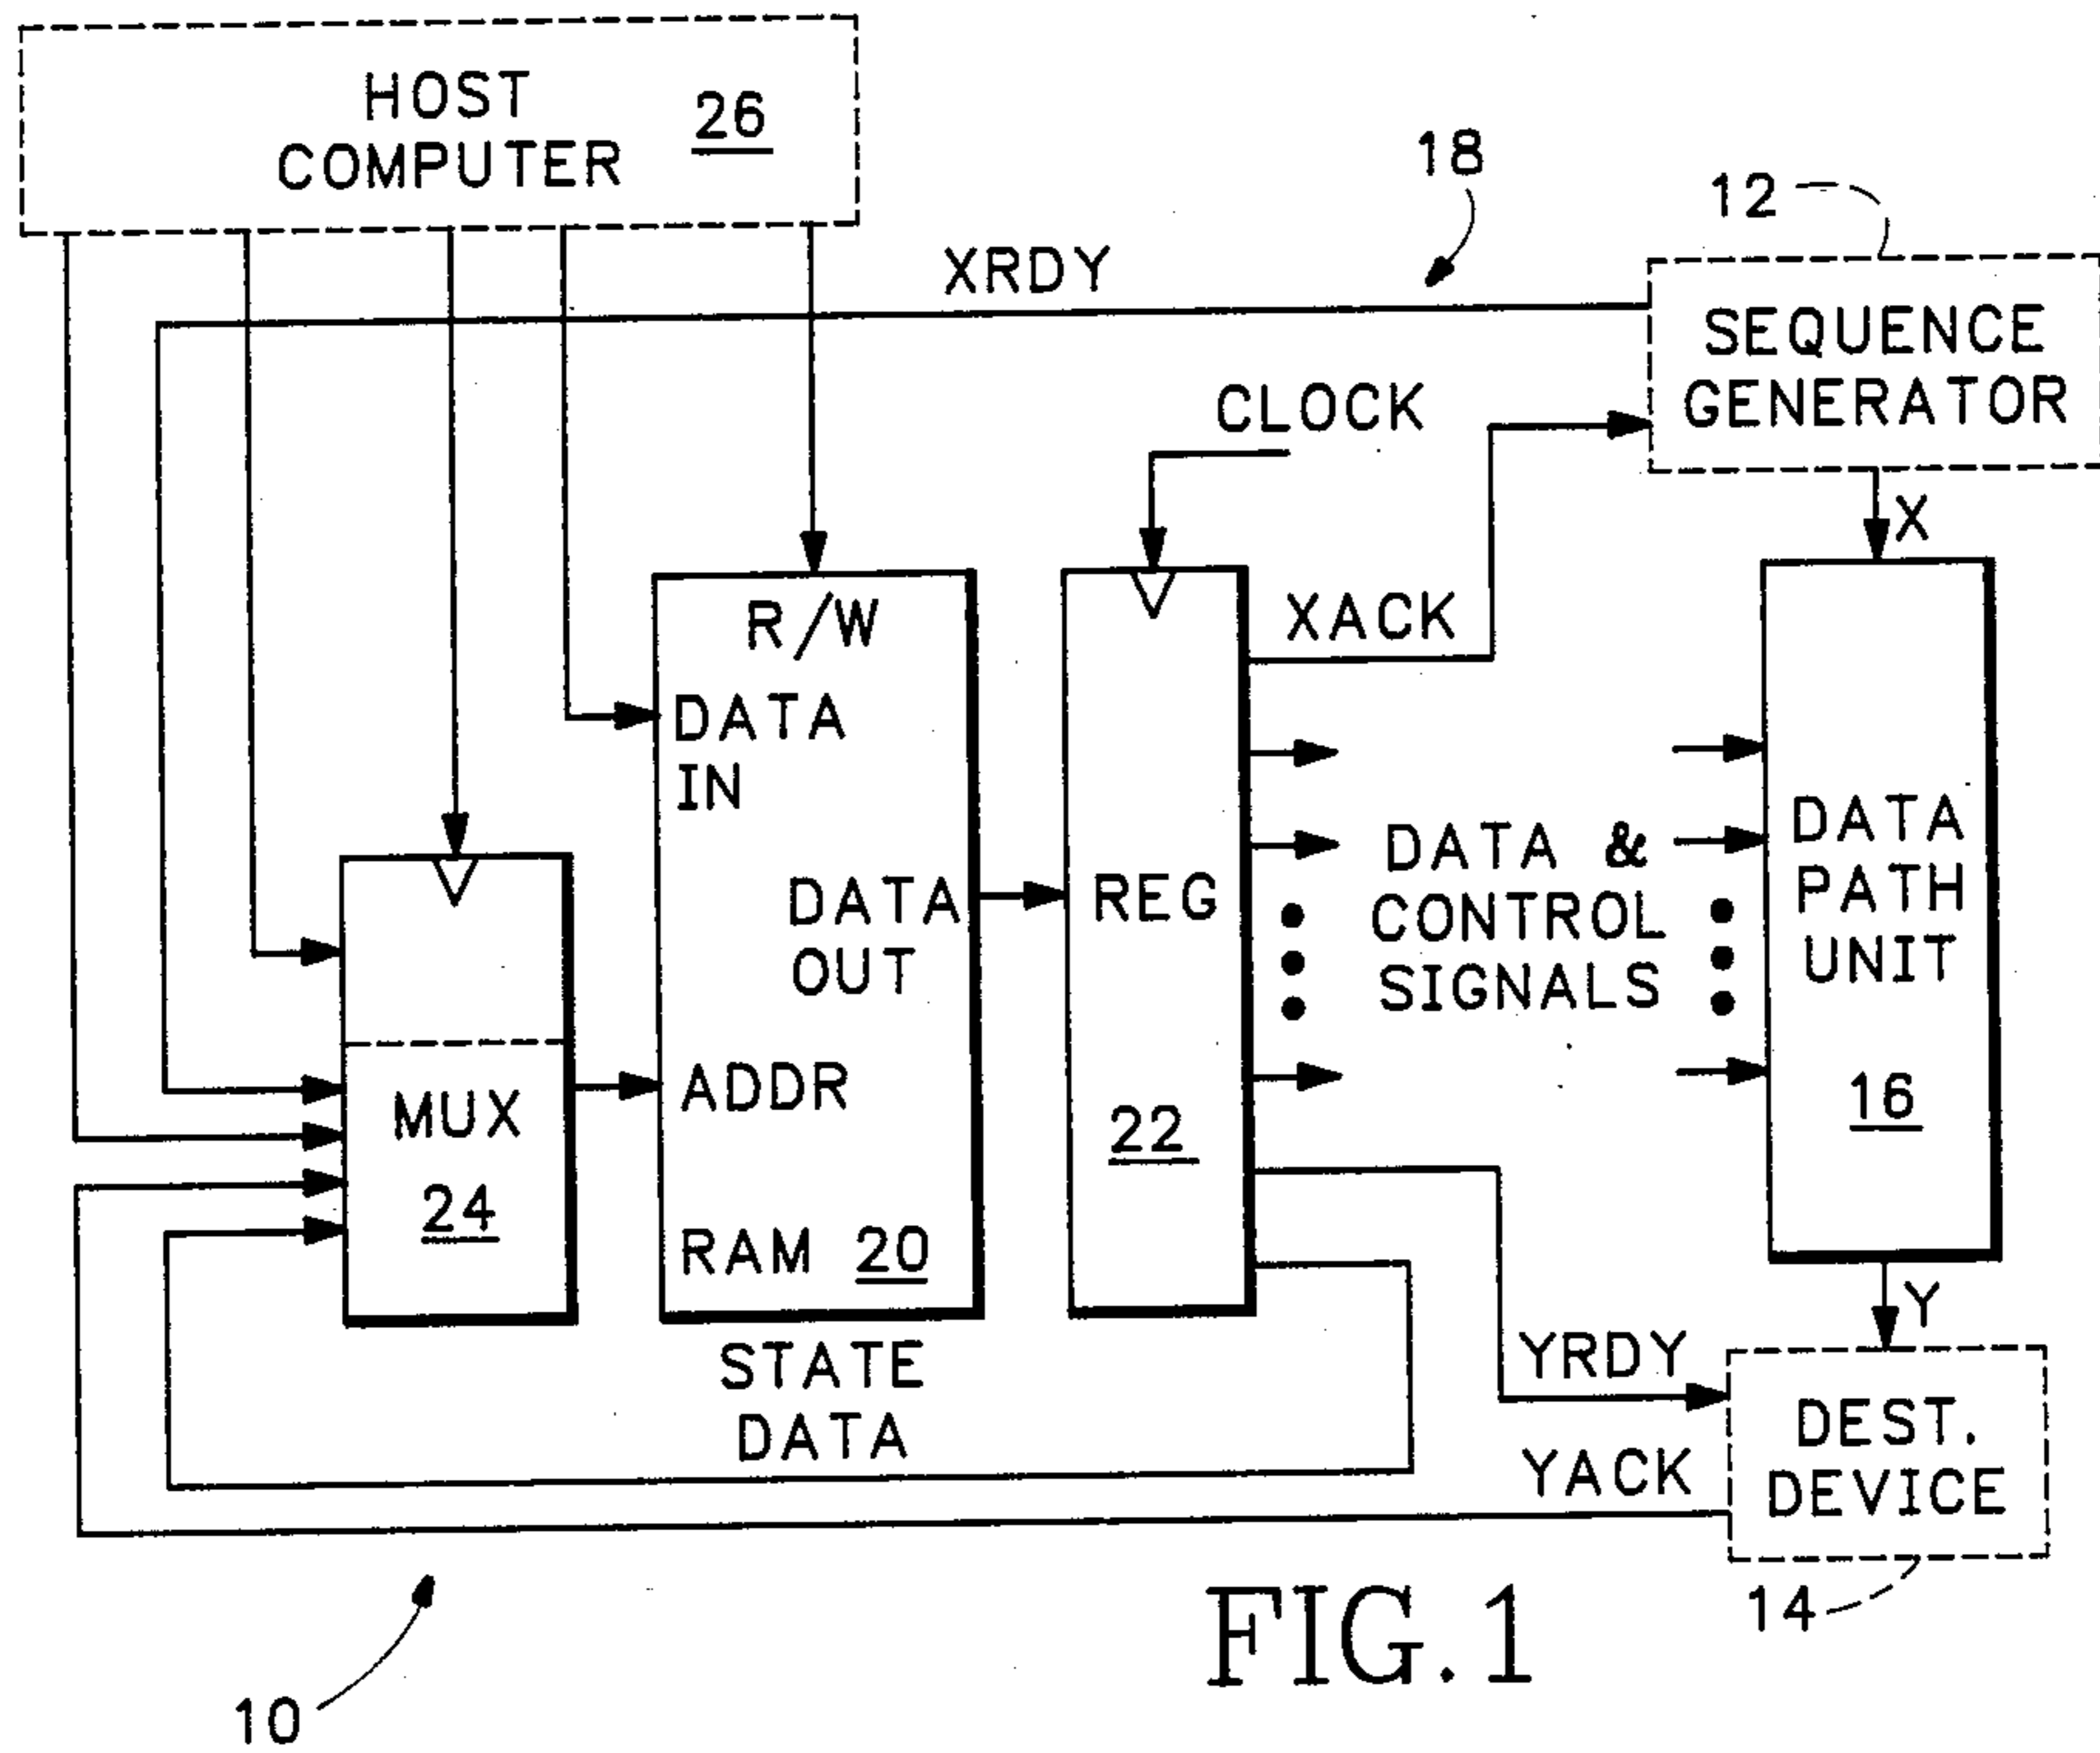 HOST
COMPUTER
26
18
12
XRDY
SEQUENCE
GENERATOR
CLOCK
X
R/W
XACK
DATA
IN
DATA
OUT
REG
DATA &
CONTROL
SIGNALS
DATA
PATH
UNIT
ADDR
MUX
22
16
24
RAM 20
Y
STATE
DATA
YRDY
YACK
DEST.
DEVICE
14
10
FIG. 1